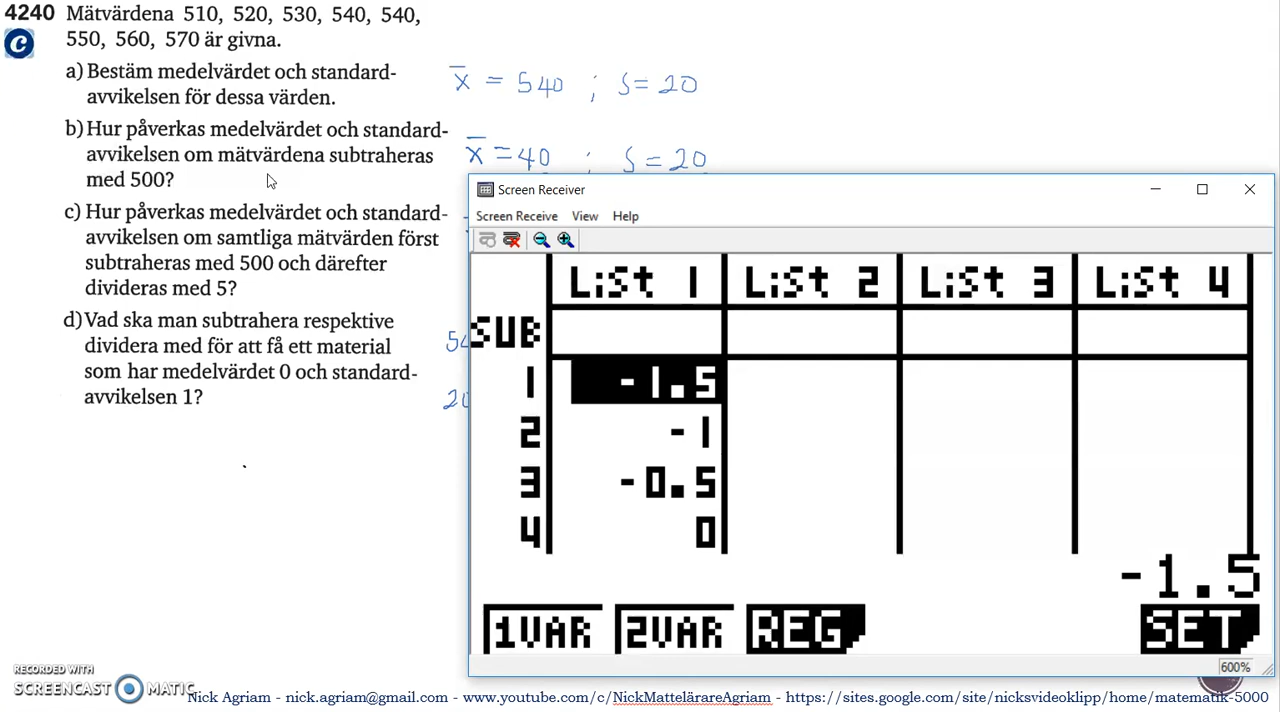 4240 Mätvärdena 510, 520, 530, 540, 540,
C
550, 560, 570 är givna.
a) Bestäm medelvärdet och standard-
avvikelsen för dessa värden.
x̄ = 540 ; S = 20
b) Hur påverkas medelvärdet och standard-
avvikelsen om mätvärdena subtraheras
med 500?
x̄ = 40 ; S = 20
c) Hur påverkas medelvärdet och standard-
avvikelsen om samtliga mätvärden först
subtraheras med 500 och därefter
divideras med 5?
d) Vad ska man subtrahera respektive
dividera med för att få ett material
som har medelvärdet 0 och standard-
avvikelsen 1?
20
Screen Receiver
Screen Receive View Help
LiSt 1 LiSt 2 LiSt 3 LiSt 4
SUB
1 -1.5
2 -1
3 -0.5
4 0
-1.5
1VAR 2VAR REG SET
600%
RECORDED WITH
SCREENCAST MATIC
Nick Agriam - nick.agriam@gmail.com - www.youtube.com/c/NickMattelärareAgriam - https://sites.google.com/site/nicksvideoklipp/home/matematik-5000